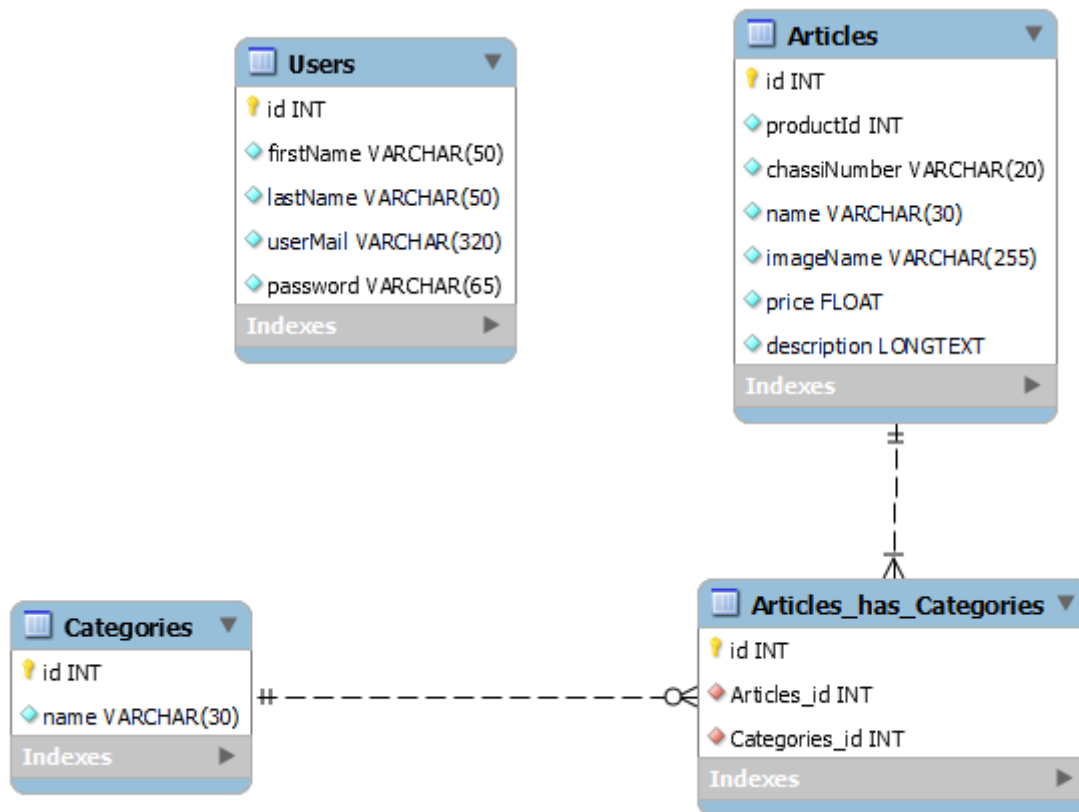 Users
id INT
firstName VARCHAR(50)
lastName VARCHAR(50)
userMail VARCHAR(320)
password VARCHAR(65)
Indexes
Articles
id INT
productId INT
chassiNumber VARCHAR(20)
name VARCHAR(30)
imageName VARCHAR(255)
price FLOAT
description LONGTEXT
Indexes
Categories
id INT
name VARCHAR(30)
Indexes
Articles_has_Categories
id INT
Articles_id INT
Categories_id INT
Indexes